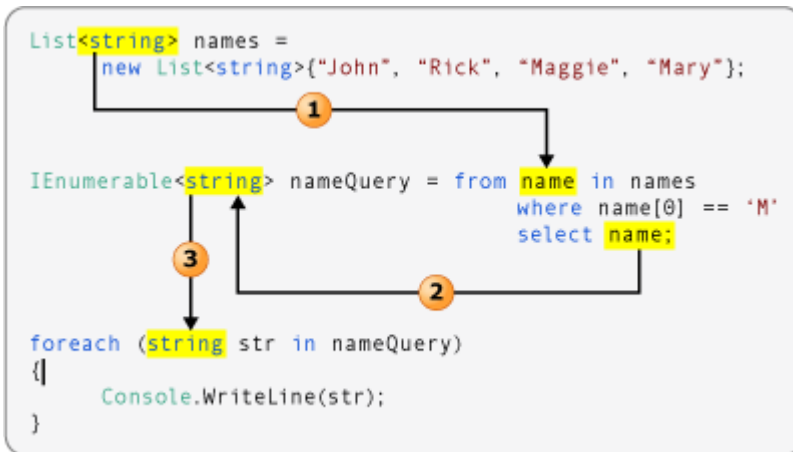 List<string> names =
new List<string>{“John”, “Rick”, “Maggie”, “Mary”};
1
IEnumerable<string> nameQuery = from name in names
where name[0] == ‘M’
select name;
3
2
foreach (string str in nameQuery)
{
Console.WriteLine(str);
}